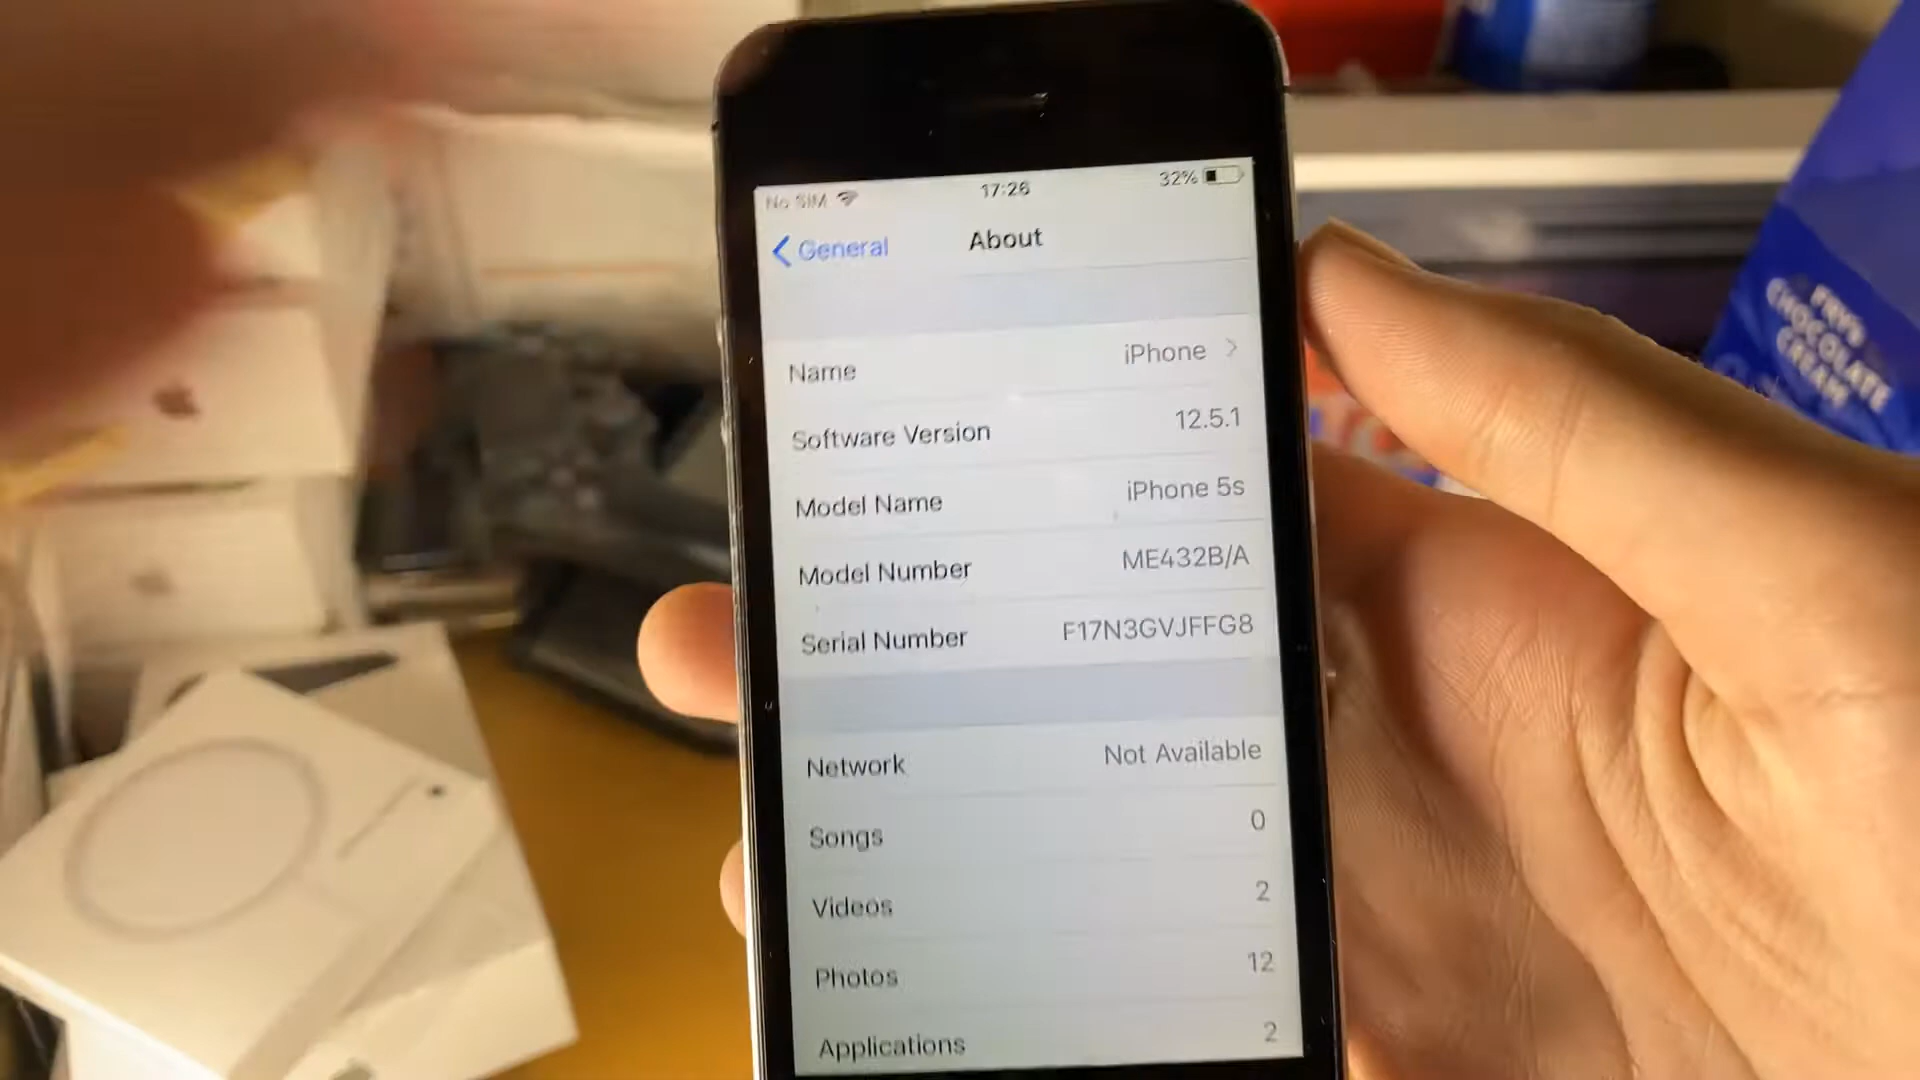 No SIM 17:26 32%
General About
Name iPhone
Software Version 12.5.1
Model Name iPhone 5s
Model Number ME432B/A
Serial Number F17N3GVJFFG8
Network Not Available
Songs 0
Videos 2
Photos 12
Applications 2
FRY'S
CHOCOLATE
CREAM